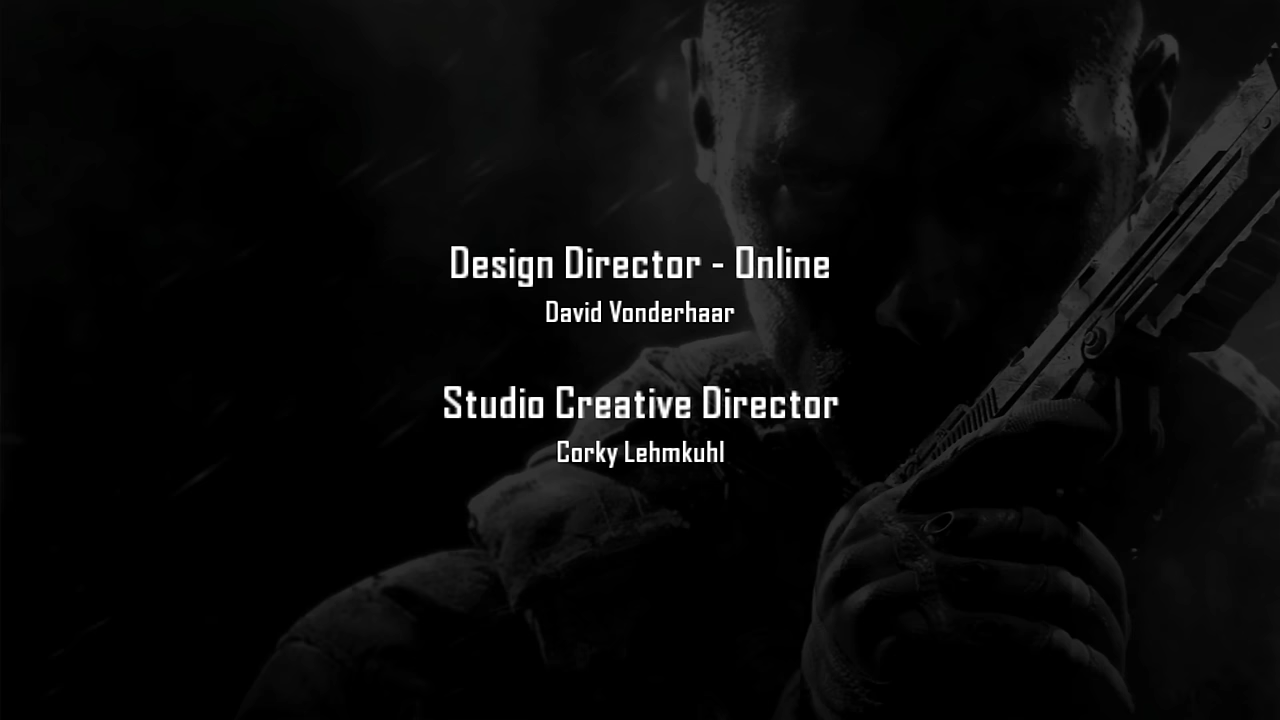 Design Director - Online
David Vonderhaar
Studio Creative Director
Corky Lehmkuhl